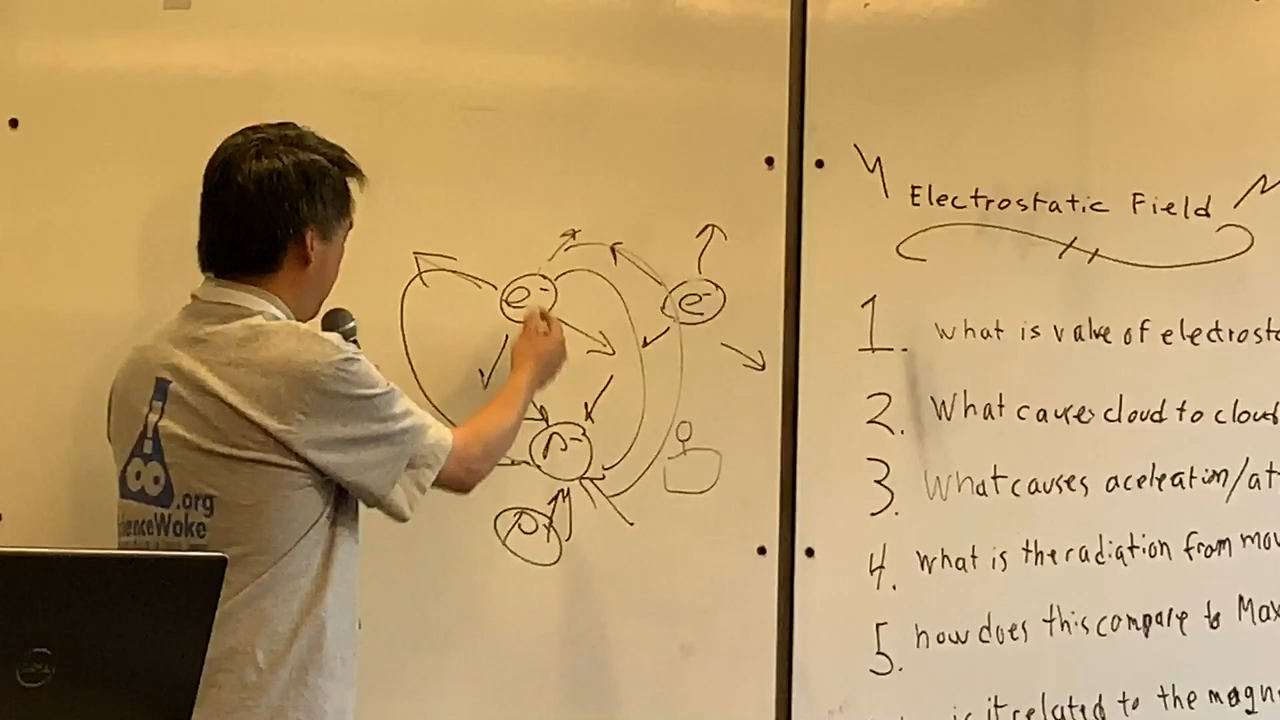 e-
e-
.org
ienceWoke
DELL
Electrostatic Field
1. what is value of electrost
2. What causes cloud to cloud
3. What causes aceleation/at
4. what is the radiation from mov
5. how does this compare to Max
is it related to the magn